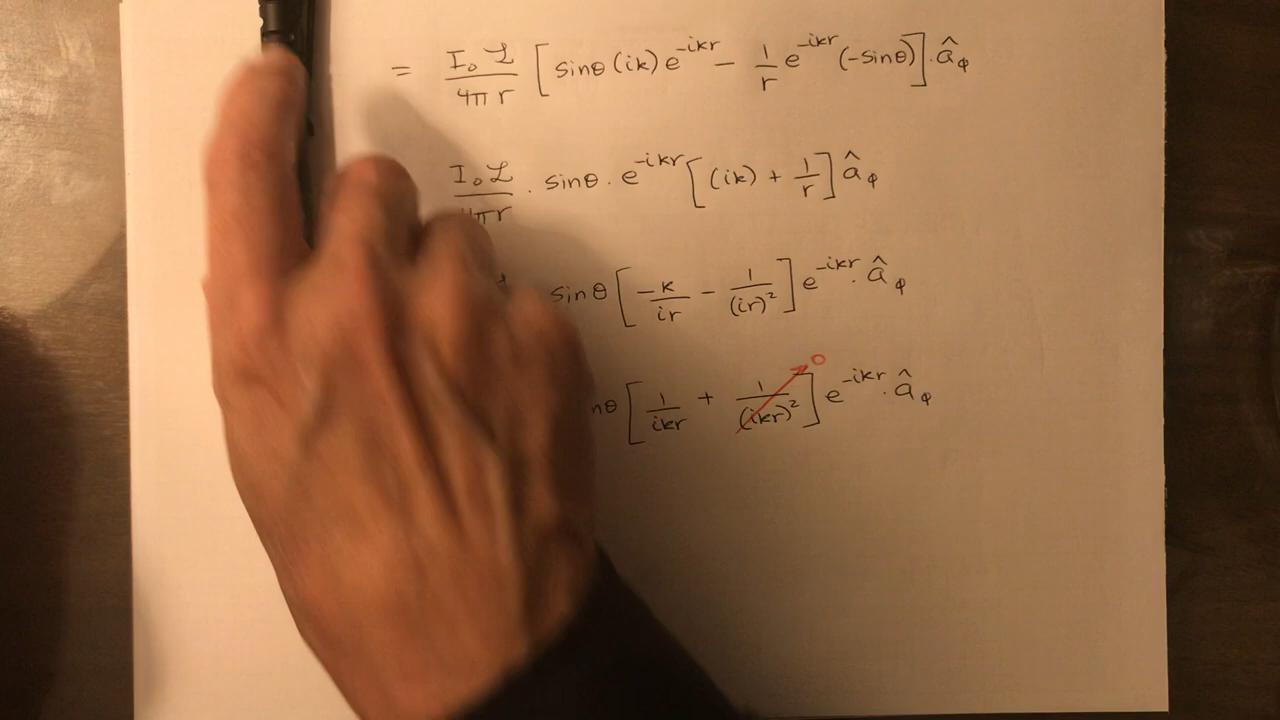 = I₀ℒ/4πr [sinθ(ik)e^-ikr - 1/r e^-ikr (-sinθ)]·â_φ
I₀ℒ/4πr · sinθ · e^-ikr [(ik) + 1/r] â_φ
sinθ [-k/ir - 1/(ir)²] e^-ikr · â_φ
nθ [1/ikr + 1/(ikr)²] e^-ikr · â_φ 0